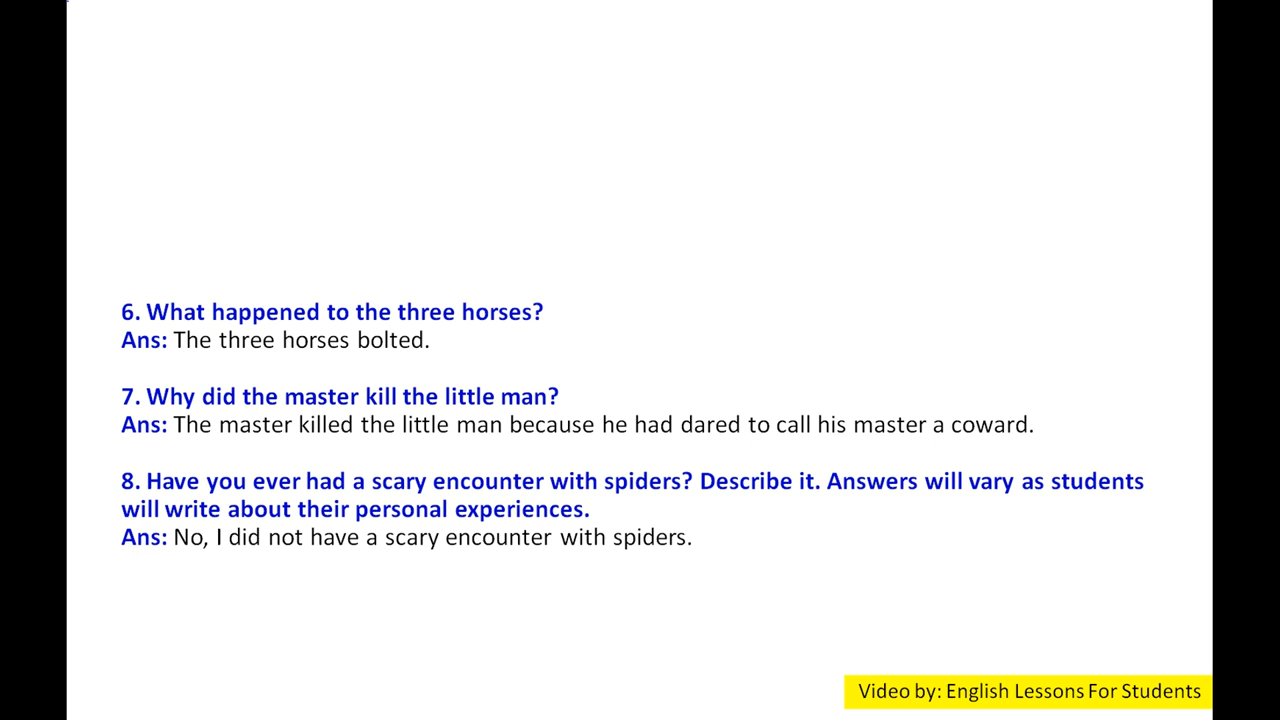 6. What happened to the three horses?
Ans: The three horses bolted.
7. Why did the master kill the little man?
Ans: The master killed the little man because he had dared to call his master a coward.
8. Have you ever had a scary encounter with spiders? Describe it. Answers will vary as students
will write about their personal experiences.
Ans: No, I did not have a scary encounter with spiders.
Video by: English Lessons For Students